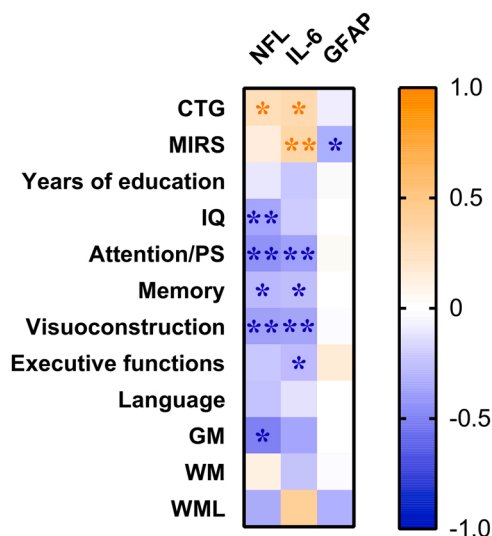 NFL IL-6 GFAP
CTG * * 1.0
MIRS ** *
Years of education 0.5
IQ **
Attention/PS ** **
Memory * * 0
Visuoconstruction ** **
Executive functions *
Language -0.5
GM *
WM
WML -1.0